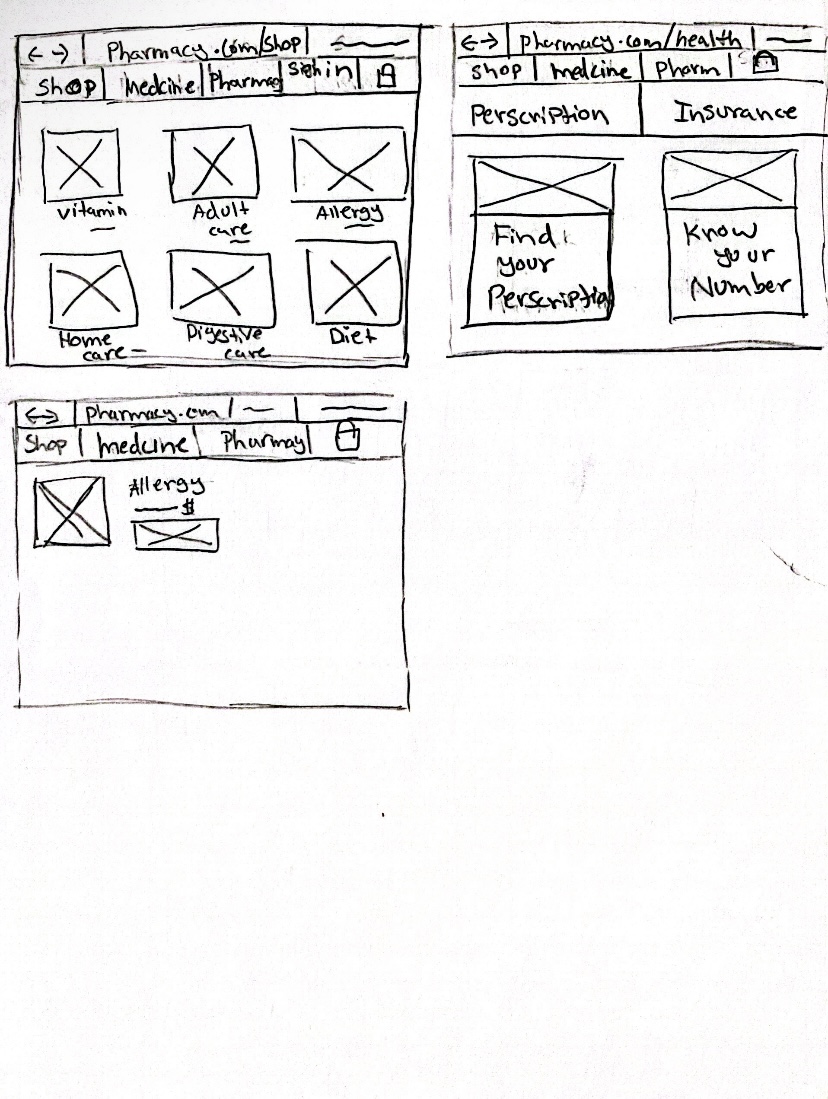 Pharmacy.com/shop
Shop Medcine Pharmacy Sign in
vitamin
Adult
care
Allergy
Home
care
Digestive
care
Diet
pharmacy.com/health
shop medcine Pharm
Perscription Insurance
Find
your
Perscription
Know
your
Number
pharmacy.com
Shop medcine Pharmay
Allergy
$